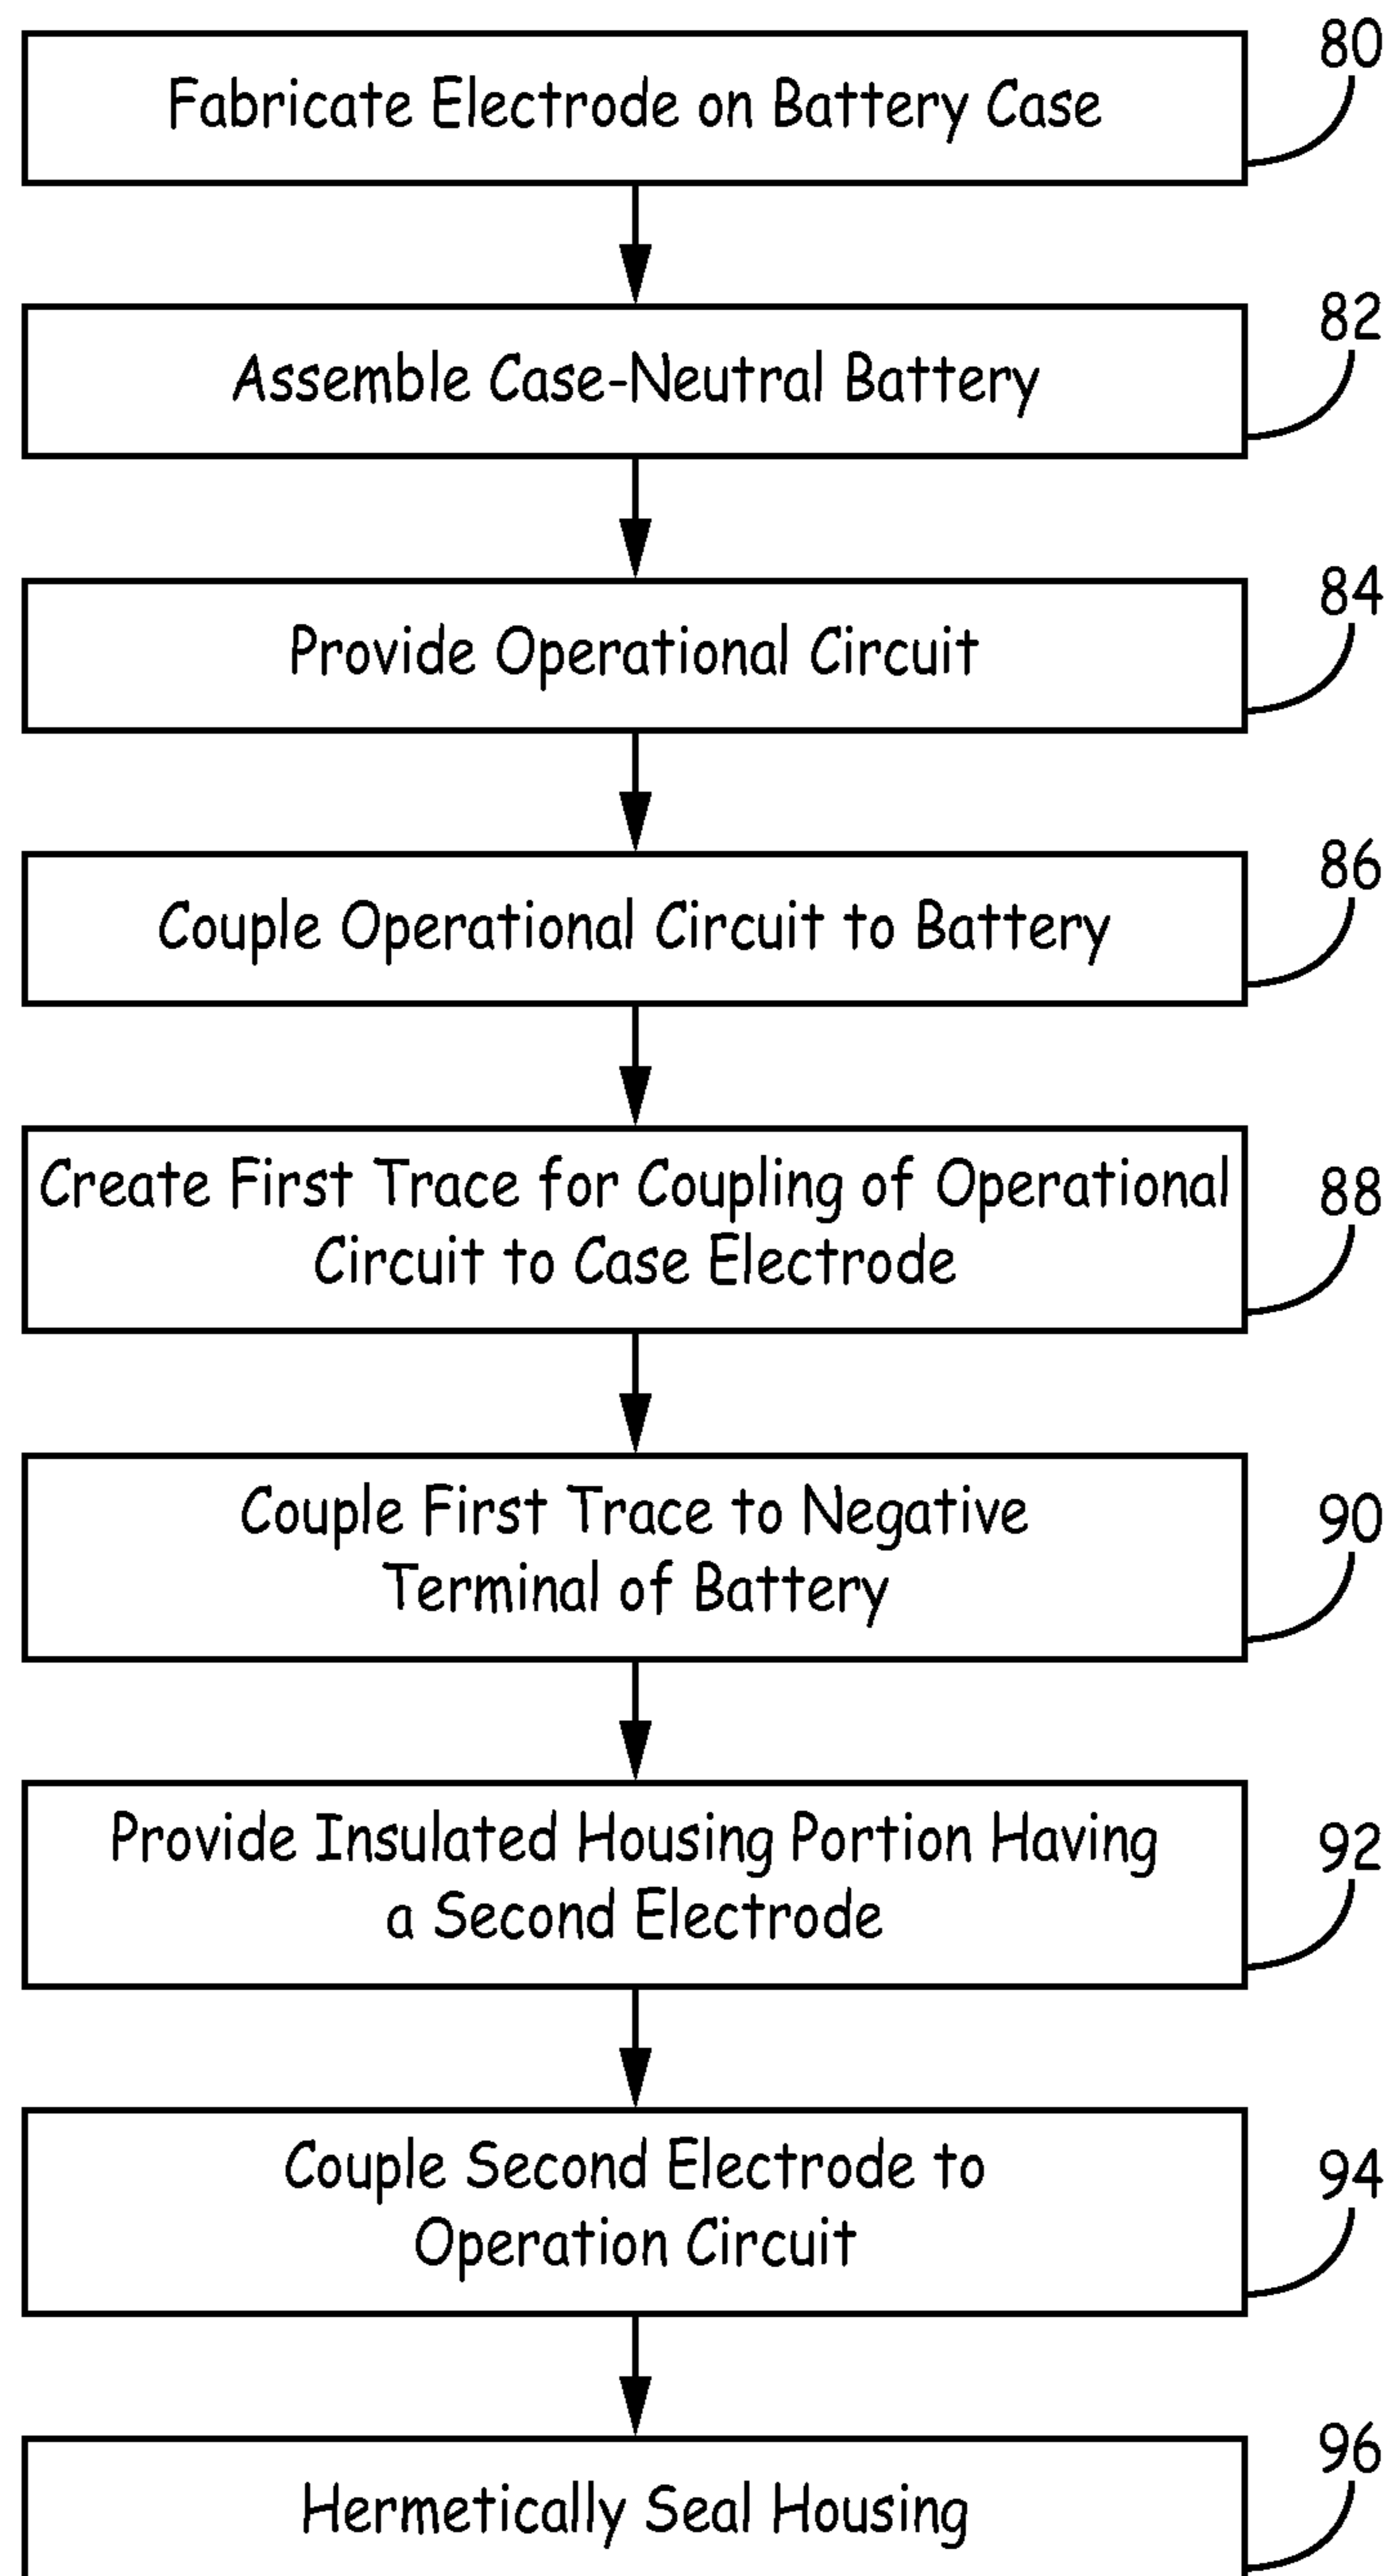 80
Fabricate Electrode on Battery Case
82
Assemble Case-Neutral Battery
84
Provide Operational Circuit
86
Couple Operational Circuit to Battery
88
Create First Trace for Coupling of Operational
Circuit to Case Electrode
90
Couple First Trace to Negative
Terminal of Battery
92
Provide Insulated Housing Portion Having
a Second Electrode
94
Couple Second Electrode to
Operation Circuit
96
Hermetically Seal Housing